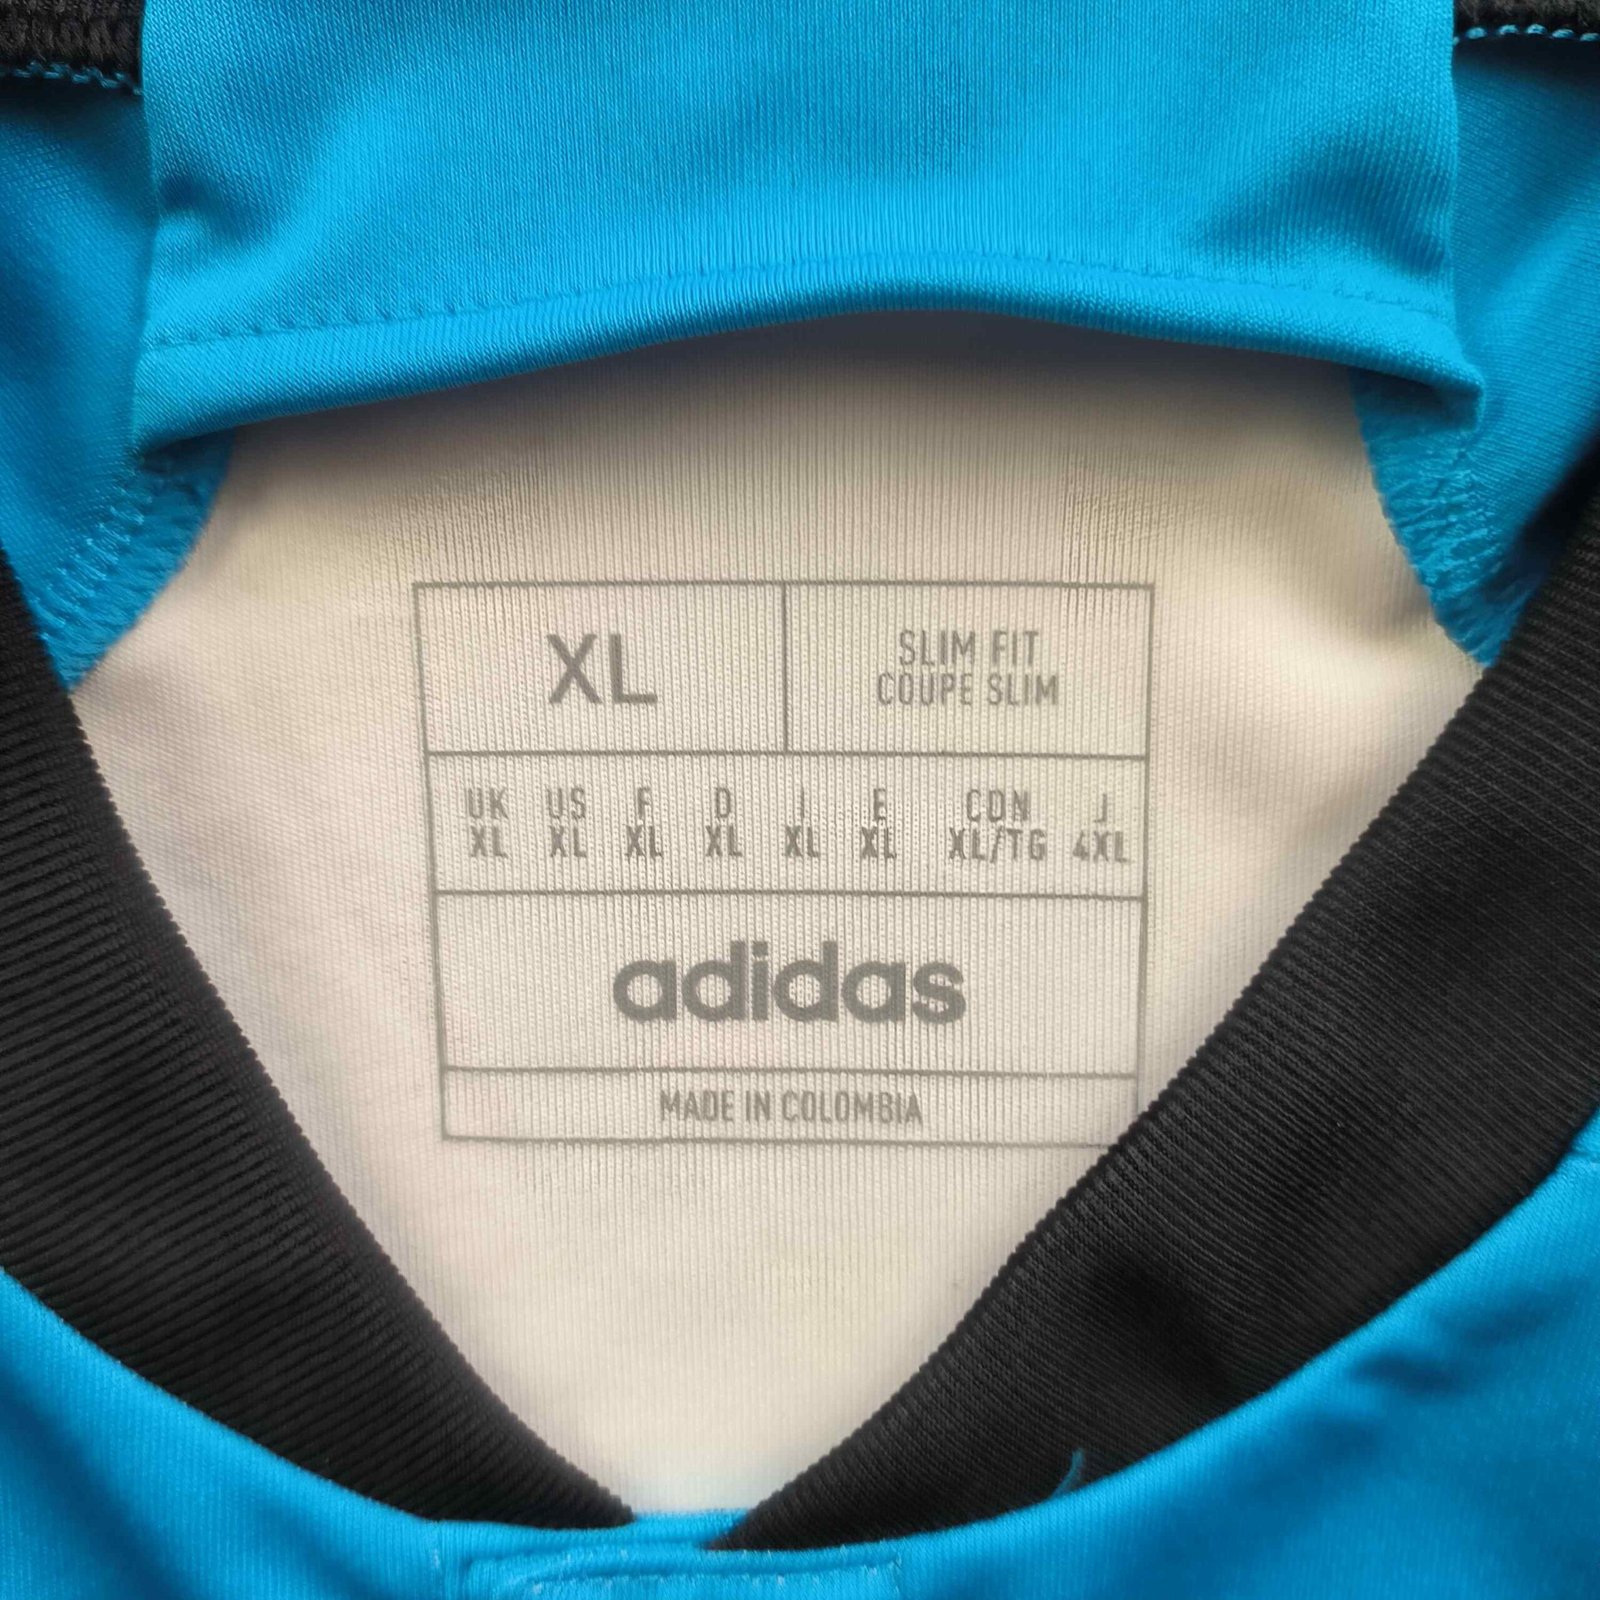 XL
SLIM FIT
COUPE SLIM
UK US F D I E CDN J
XL XL XL XL XL XL XL/TG 4XL
adidas
MADE IN COLOMBIA